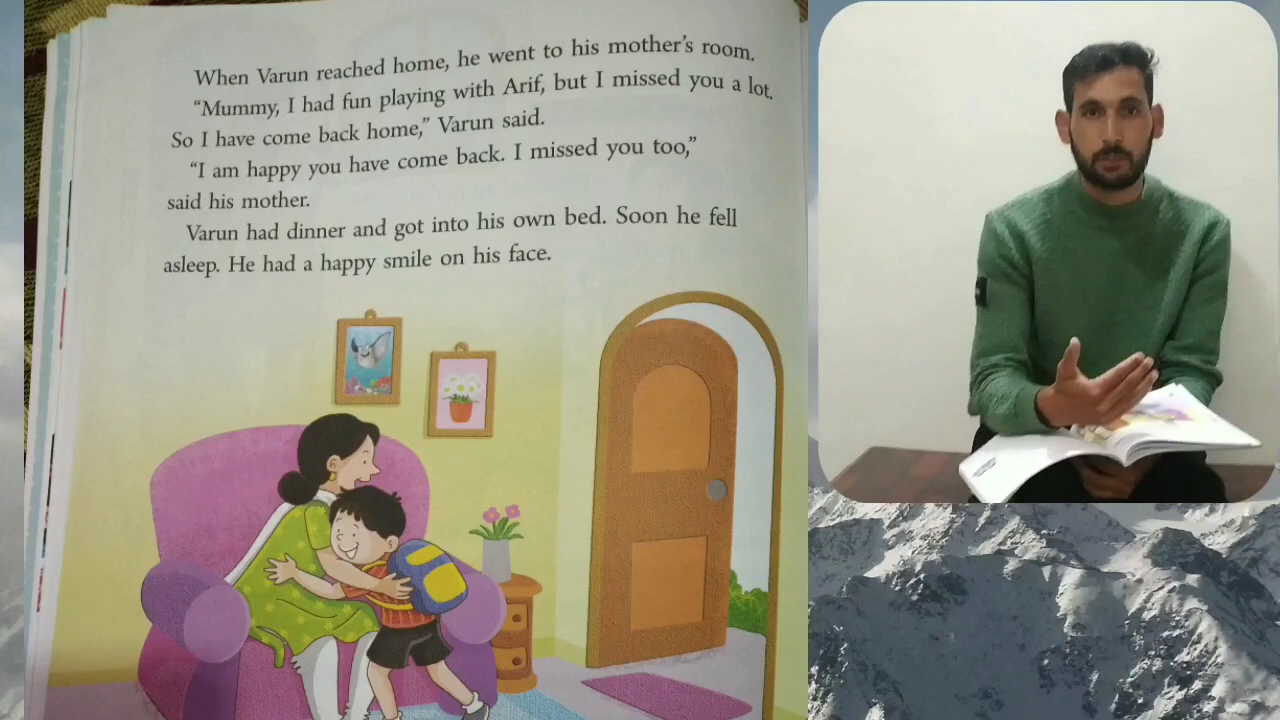 When Varun reached home, he went to his mother's room.
“Mummy, I had fun playing with Arif, but I missed you a lot.
So I have come back home,” Varun said.
“I am happy you have come back. I missed you too,”
said his mother.
Varun had dinner and got into his own bed. Soon he fell
asleep. He had a happy smile on his face.